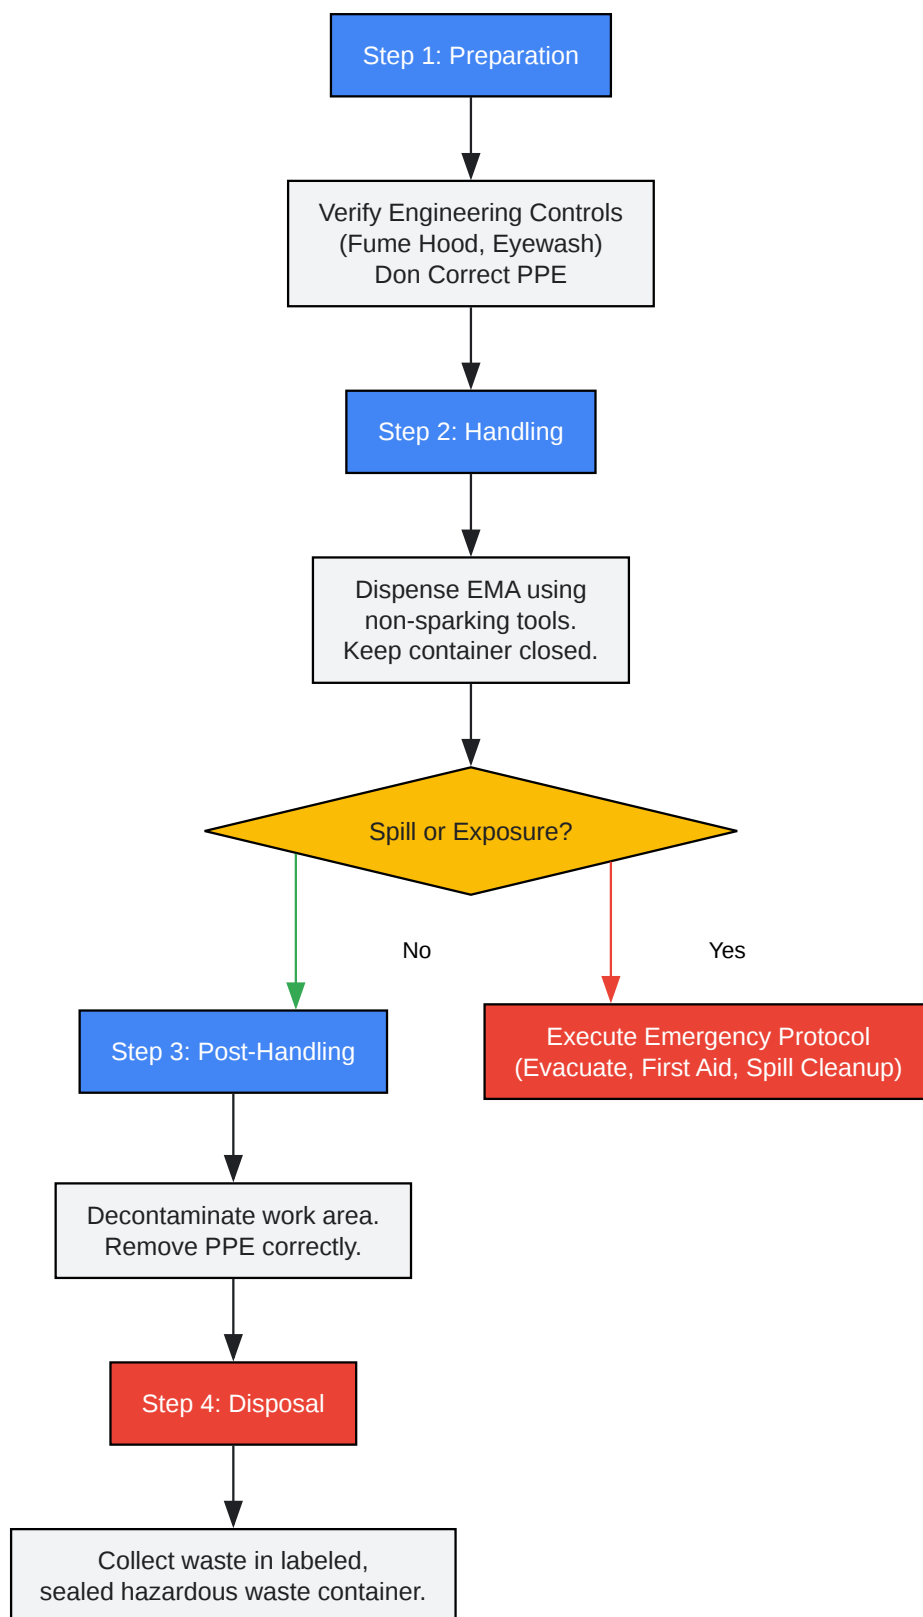 Step 1: Preparation
Verify Engineering Controls
(Fume Hood, Eyewash)
Don Correct PPE
Step 2: Handling
Dispense EMA using
non-sparking tools.
Keep container closed.
Spill or Exposure?
No
Yes
Step 3: Post-Handling
Execute Emergency Protocol
(Evacuate, First Aid, Spill Cleanup)
Decontaminate work area.
Remove PPE correctly.
Step 4: Disposal
Collect waste in labeled,
sealed hazardous waste container.